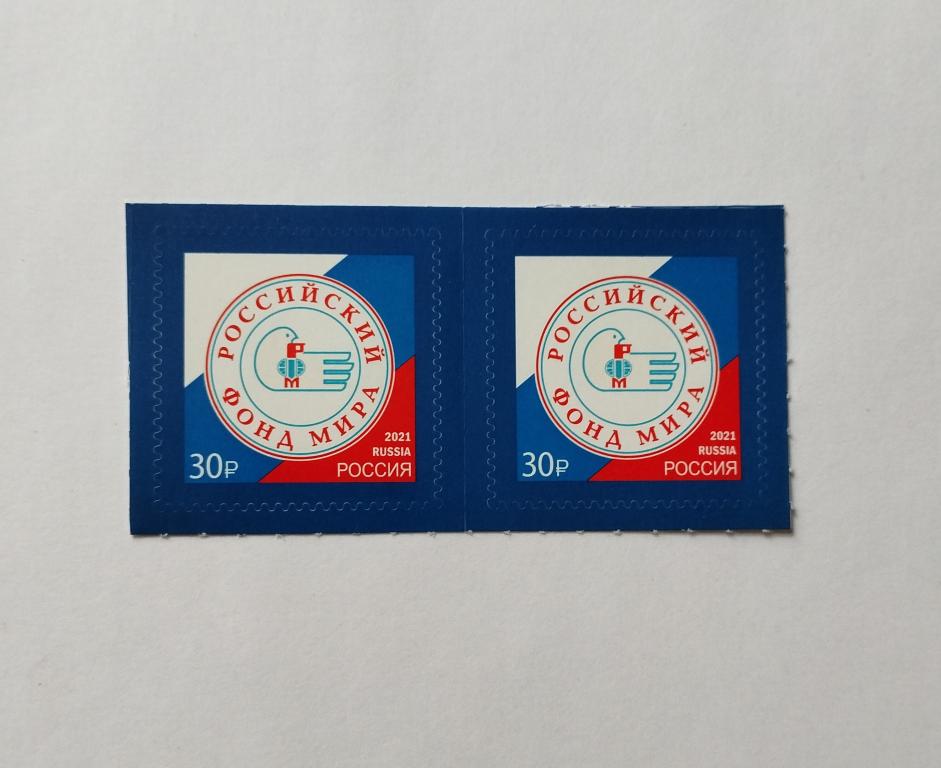 РОССИЙСКИЙ
ФОНД МИРА
Р
М
2021
RUSSIA
30₽ РОССИЯ
РОССИЙСКИЙ
ФОНД МИРА
Р
М
2021
RUSSIA
30₽ РОССИЯ